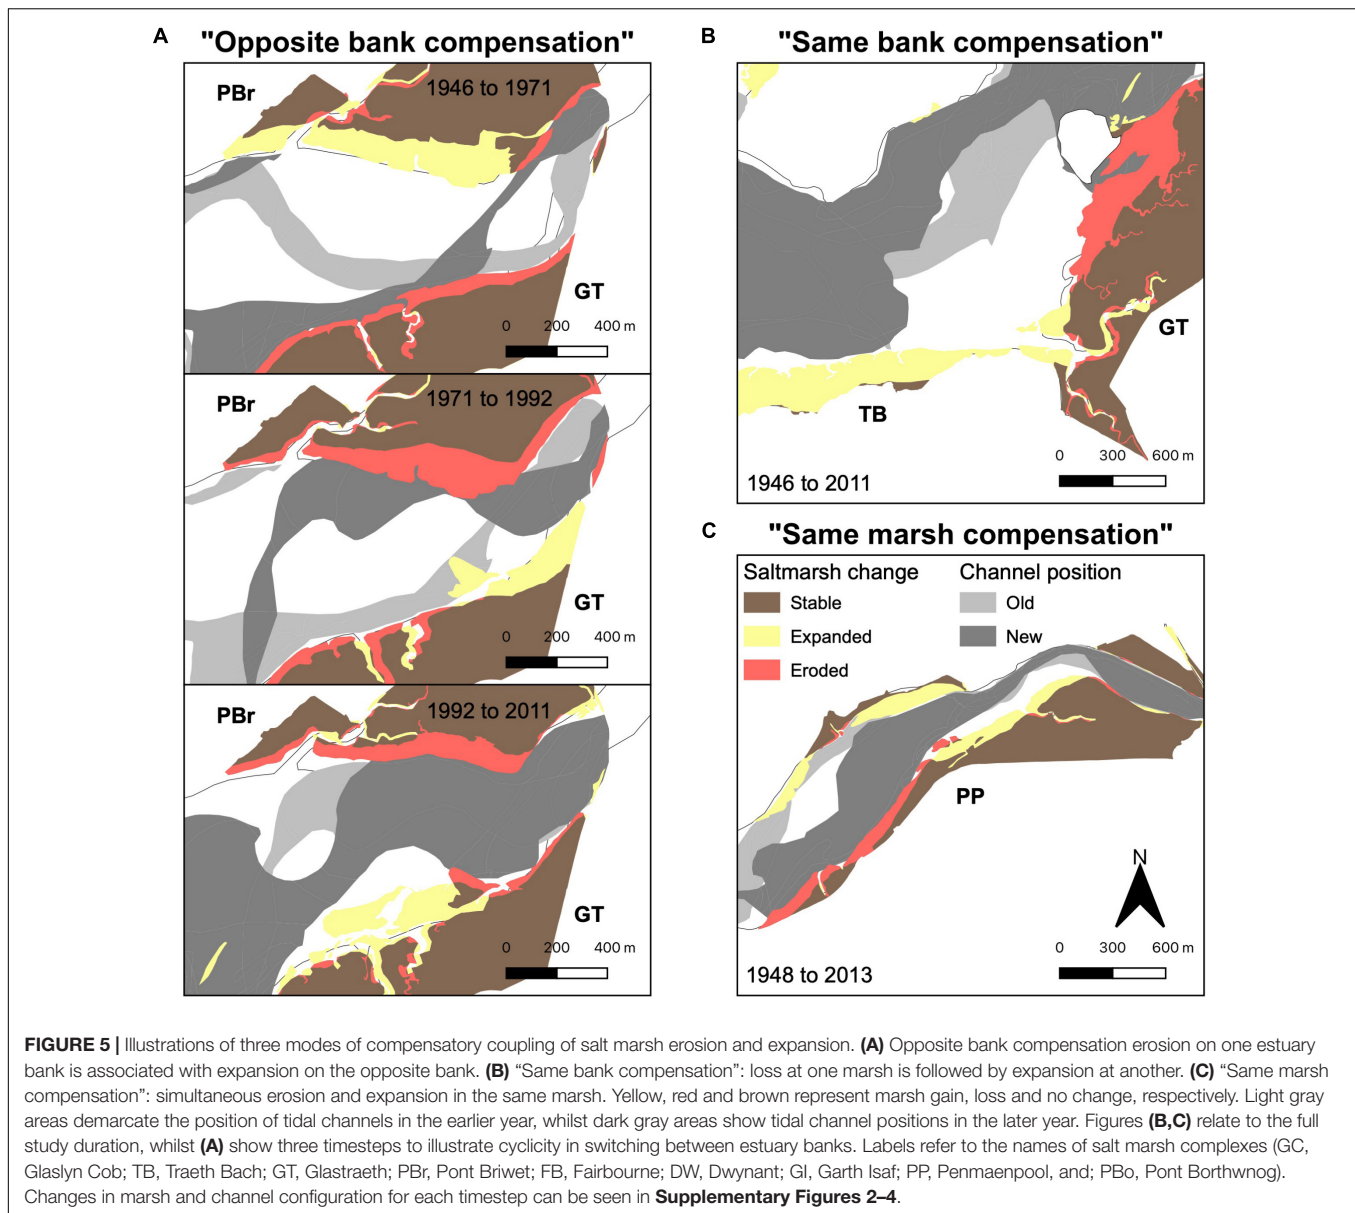 A "Opposite bank compensation"
PBr
1946 to 1971
GT
0 200 400 m
PBr
1971 to 1992
GT
0 200 400 m
PBr
1992 to 2011
GT
0 200 400 m
B "Same bank compensation"
GT
TB
0 300 600 m
1946 to 2011
C "Same marsh compensation"
Saltmarsh change Channel position
Stable Old
Expanded New
Eroded
PP
N
0 300 600 m
1948 to 2013
FIGURE 5 | Illustrations of three modes of compensatory coupling of salt marsh erosion and expansion. (A) Opposite bank compensation erosion on one estuary
bank is associated with expansion on the opposite bank. (B) “Same bank compensation”: loss at one marsh is followed by expansion at another. (C) “Same marsh
compensation”: simultaneous erosion and expansion in the same marsh. Yellow, red and brown represent marsh gain, loss and no change, respectively. Light gray
areas demarcate the position of tidal channels in the earlier year, whilst dark gray areas show tidal channel positions in the later year. Figures (B,C) relate to the full
study duration, whilst (A) show three timesteps to illustrate cyclicity in switching between estuary banks. Labels refer to the names of salt marsh complexes (GC,
Glaslyn Cob; TB, Traeth Bach; GT, Glastraeth; PBr, Pont Briwet; FB, Fairbourne; DW, Dwynant; GI, Garth Isaf; PP, Penmaenpool, and; PBo, Pont Borthwnog).
Changes in marsh and channel configuration for each timestep can be seen in Supplementary Figures 2–4.